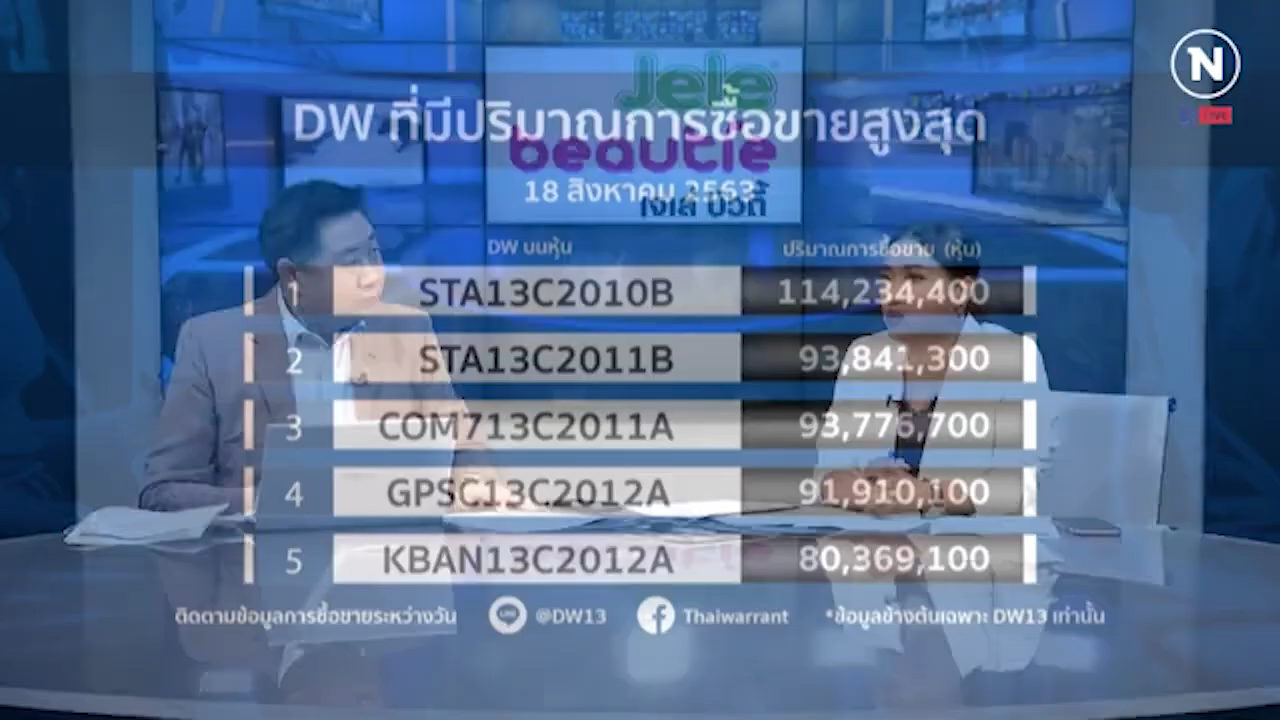 N
LIVE
Jele
beautie
เจเล่ บิวตี้
DW ที่มีปริมาณการซื้อขายสูงสุด
18 สิงหาคม 2563
DW บนหุ้น ปริมาณการซื้อขาย (หุ้น)
1 STA13C2010B 114,234,400
2 STA13C2011B 93,841,300
3 COM713C2011A 93,776,700
4 GPSC13C2012A 91,910,100
5 KBAN13C2012A 80,369,100
ติดตามข้อมูลการซื้อขายระหว่างวัน LINE @DW13 f Thaiwarrant *ข้อมูลข้างต้นเฉพาะ DW13 เท่านั้น